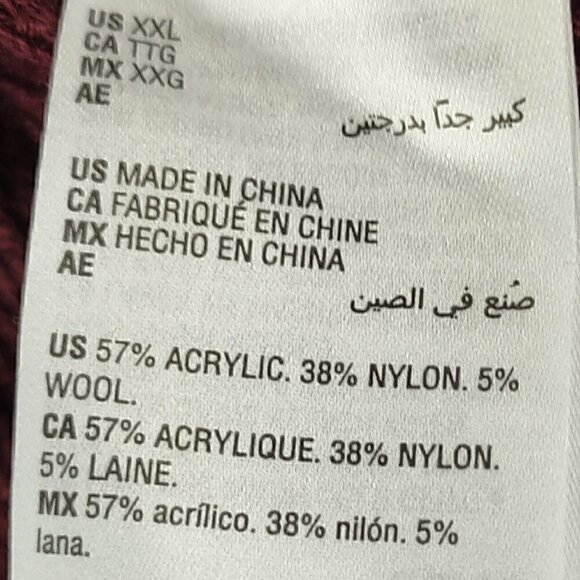 US XXL
CA TTG
MX XXG
AE
كبير جداً بدرجتين
US MADE IN CHINA
CA FABRIQUÉ EN CHINE
MX HECHO EN CHINA
AE
صُنع في الصين
US 57% ACRYLIC. 38% NYLON. 5%
WOOL.
CA 57% ACRYLIQUE. 38% NYLON.
5% LAINE.
MX 57% acrílico. 38% nilón. 5%
lana.